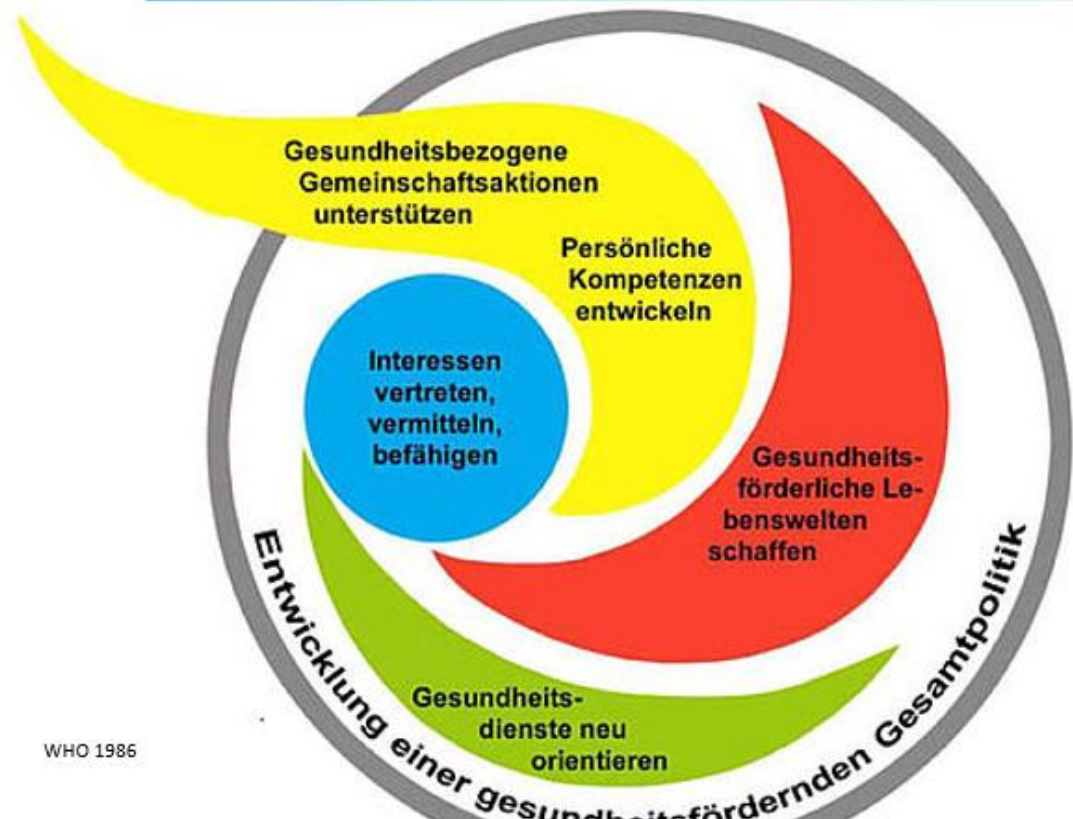 Gesundheitsbezogene
Gemeinschaftsaktionen
unterstützen
Persönliche
Kompetenzen
entwickeln
Interessen
vertreten,
vermitteln,
befähigen
Gesundheits-
förderliche Le-
benswelten
schaffen
Gesundheits-
dienste neu
orientieren
Entwicklung einer gesundheitsfördernden Gesamtpolitik
WHO 1986